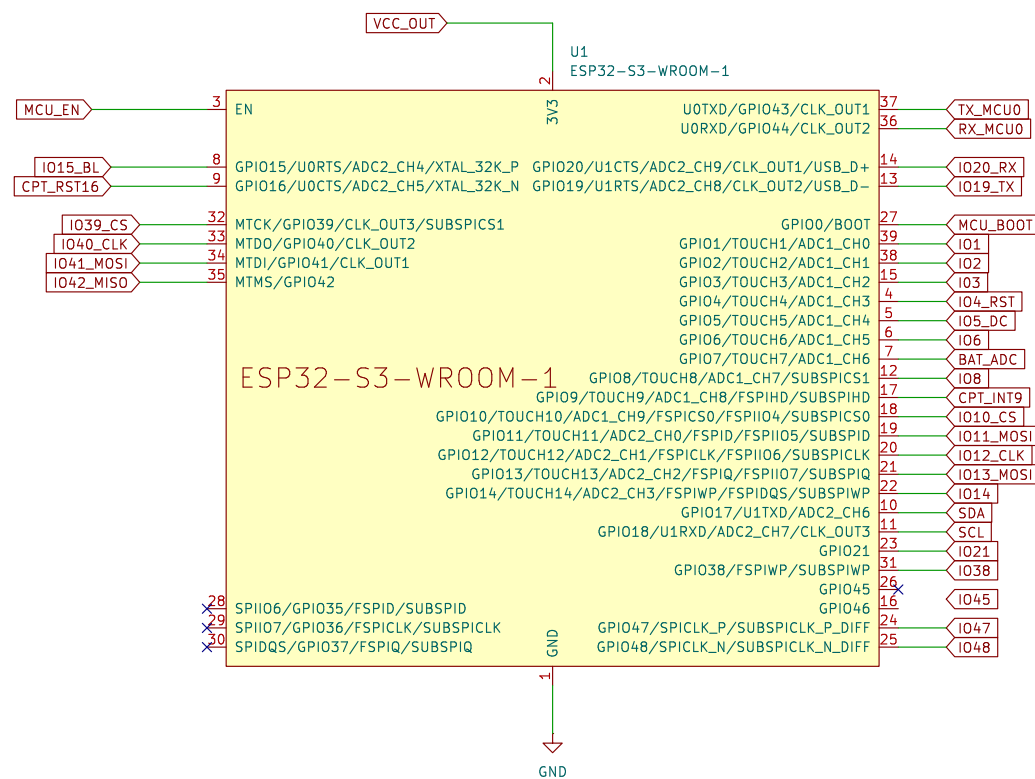 VCC_OUT
U1
ESP32-S3-WROOM-1
2
3V3
MCU_EN 3 EN U0TXD/GPIO43/CLK_OUT1 37 TX_MCU0
U0RXD/GPIO44/CLK_OUT2 36 RX_MCU0
IO15_BL 8 GPIO15/U0RTS/ADC2_CH4/XTAL_32K_P GPIO20/U1CTS/ADC2_CH9/CLK_OUT1/USB_D+ 14 IO20_RX
CPT_RST16 9 GPIO16/U0CTS/ADC2_CH5/XTAL_32K_N GPIO19/U1RTS/ADC2_CH8/CLK_OUT2/USB_D- 13 IO19_TX
IO39_CS 32 MTCK/GPIO39/CLK_OUT3/SUBSPICS1 GPIO0/BOOT 27 MCU_BOOT
IO40_CLK 33 MTDO/GPIO40/CLK_OUT2 GPIO1/TOUCH1/ADC1_CH0 39 IO1
IO41_MOSI 34 MTDI/GPIO41/CLK_OUT1 GPIO2/TOUCH2/ADC1_CH1 38 IO2
IO42_MISO 35 MTMS/GPIO42 GPIO3/TOUCH3/ADC1_CH2 15 IO3
GPIO4/TOUCH4/ADC1_CH3 4 IO4_RST
GPIO5/TOUCH5/ADC1_CH4 5 IO5_DC
GPIO6/TOUCH6/ADC1_CH5 6 IO6
GPIO7/TOUCH7/ADC1_CH6 7 BAT_ADC
ESP32-S3-WROOM-1 GPIO8/TOUCH8/ADC1_CH7/SUBSPICS1 12 IO8
GPIO9/TOUCH9/ADC1_CH8/FSPIHD/SUBSPIHD 17 CPT_INT9
GPIO10/TOUCH10/ADC1_CH9/FSPICS0/FSPIIO4/SUBSPICS0 18 IO10_CS
GPIO11/TOUCH11/ADC2_CH0/FSPID/FSPIIO5/SUBSPID 19 IO11_MOSI
GPIO12/TOUCH12/ADC2_CH1/FSPICLK/FSPIIO6/SUBSPICLK 20 IO12_CLK
GPIO13/TOUCH13/ADC2_CH2/FSPIQ/FSPIIO7/SUBSPIQ 21 IO13_MOSI
GPIO14/TOUCH14/ADC2_CH3/FSPIWP/FSPIDQS/SUBSPIWP 22 IO14
GPIO17/U1TXD/ADC2_CH6 10 SDA
GPIO18/U1RXD/ADC2_CH7/CLK_OUT3 11 SCL
GPIO21 23 IO21
GPIO38/FSPIWP/SUBSPIWP 31 IO38
GPIO45 26
IO45
28 SPIIO6/GPIO35/FSPID/SUBSPID GPIO46 16
29 SPIIO7/GPIO36/FSPICLK/SUBSPICLK GPIO47/SPICLK_P/SUBSPICLK_P_DIFF 24 IO47
30 SPIDQS/GPIO37/FSPIQ/SUBSPIQ GPIO48/SPICLK_N/SUBSPICLK_N_DIFF 25 IO48
GND
1
GND